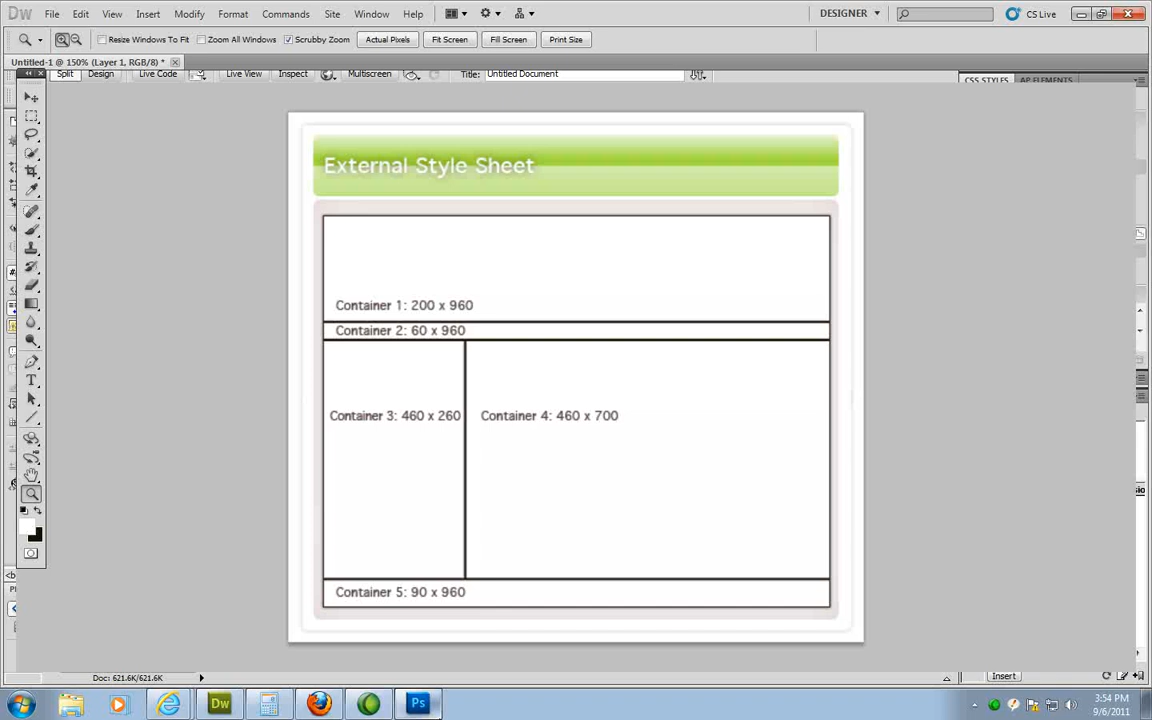 Dw File Edit View Insert Modify Format Commands Site Window Help DESIGNER CS Live
Resize Windows To Fit Zoom All Windows Scrubby Zoom Actual Pixels Fit Screen Fill Screen Print Size
Untitled-1 @ 150% (Layer 1, RGB/8) *
Split Design Live Code Live View Inspect Multiscreen Title: Untitled Document CSS STYLES AP ELEMENTS
External Style Sheet
Container 1: 200 x 960
Container 2: 60 x 960
Container 3: 460 x 260 Container 4: 460 x 700
Container 5: 90 x 960
Doc: 621.6K/621.6K Insert
Dw Ps
3:54 PM
9/6/2011